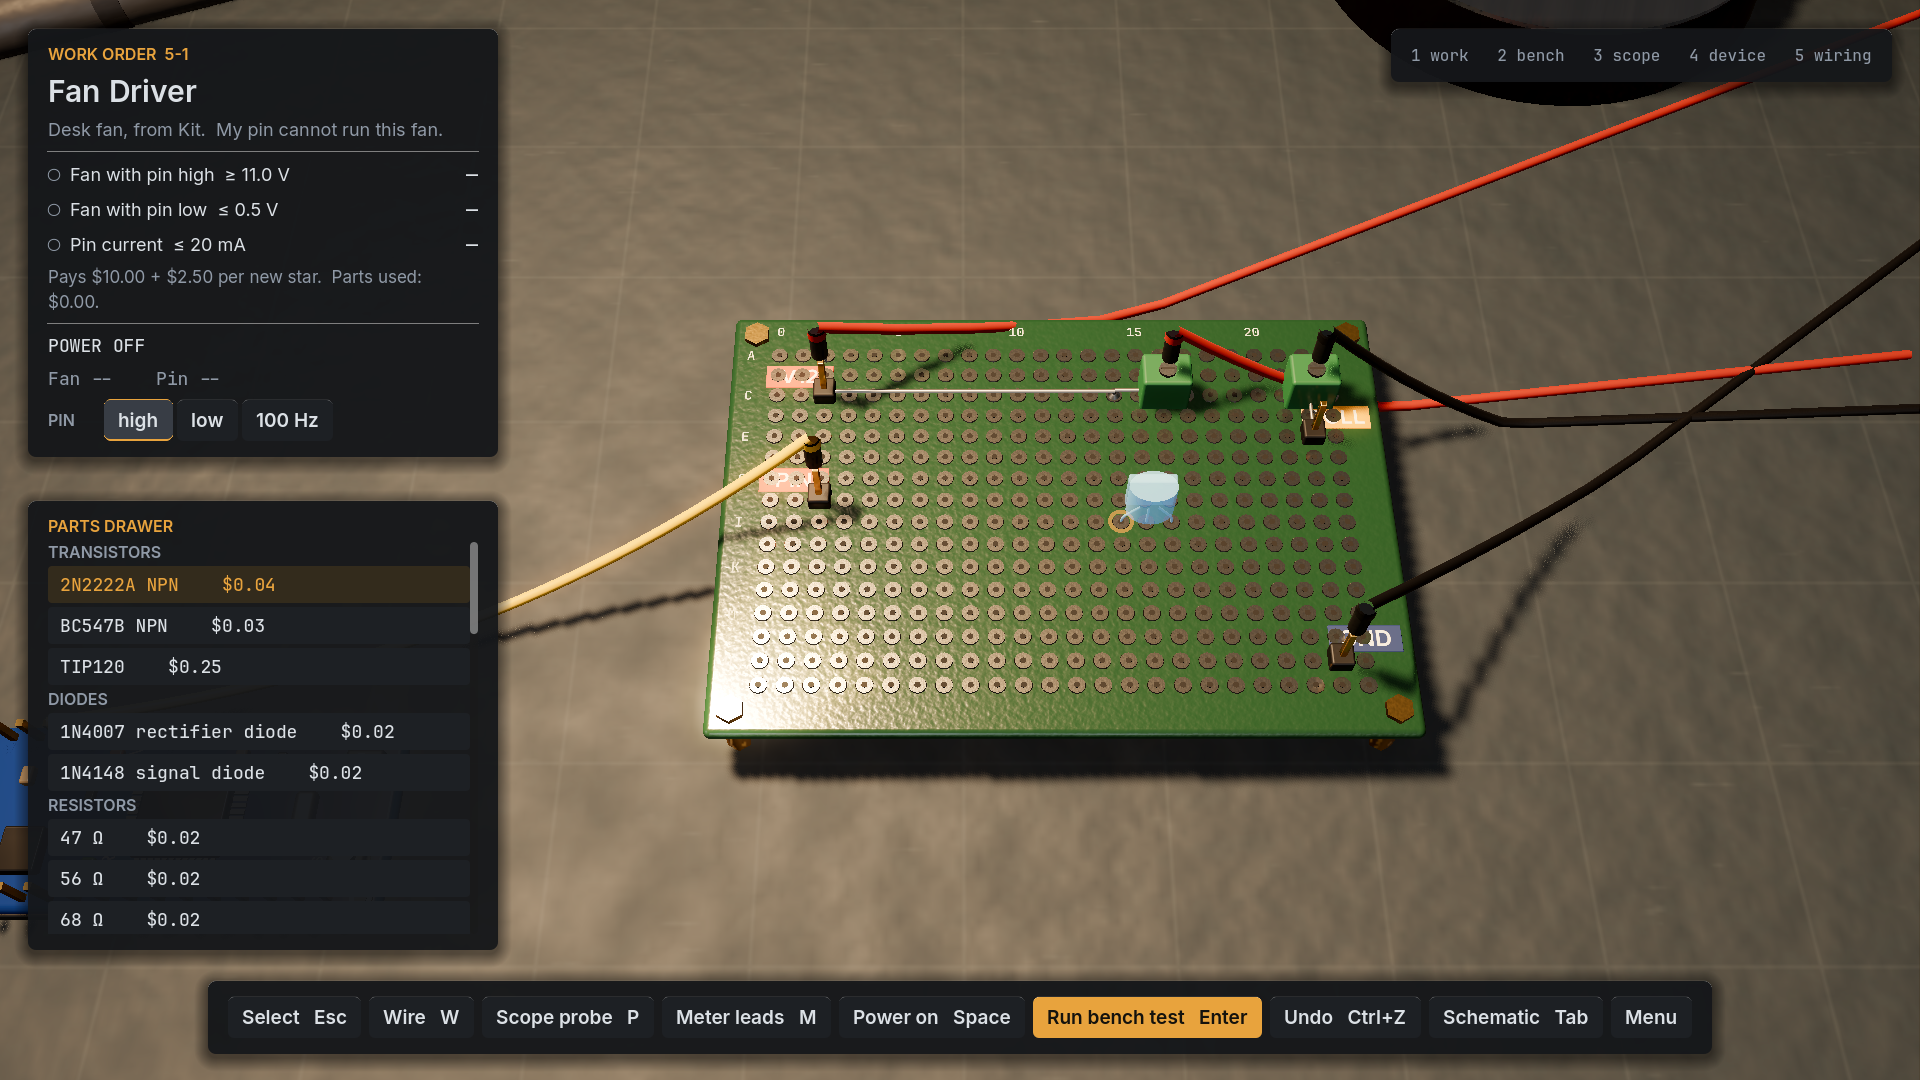 WORK ORDER 5-1
Fan Driver
Desk fan, from Kit. My pin cannot run this fan.
Fan with pin high ≥ 11.0 V —
Fan with pin low ≤ 0.5 V —
Pin current ≤ 20 mA —
Pays $10.00 + $2.50 per new star. Parts used:
$0.00.
POWER OFF
Fan -- Pin --
PIN high low 100 Hz
PARTS DRAWER
TRANSISTORS
2N2222A NPN $0.04
BC547B NPN $0.03
TIP120 $0.25
DIODES
1N4007 rectifier diode $0.02
1N4148 signal diode $0.02
RESISTORS
47 Ω $0.02
56 Ω $0.02
68 Ω $0.02
1 work 2 bench 3 scope 4 device 5 wiring
0 10 15 20
A
C
E
I
K
Select Esc Wire W Scope probe P Meter leads M Power on Space Run bench test Enter Undo Ctrl+Z Schematic Tab Menu